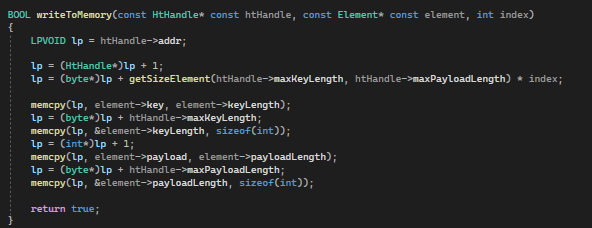 BOOL writeToMemory(const HtHandle* const htHandle, const Element* const element, int index)
{
    LPVOID lp = htHandle->addr;

    lp = (HtHandle*)lp + 1;
    lp = (byte*)lp + getSizeElement(htHandle->maxKeyLength, htHandle->maxPayloadLength) * index;

    memcpy(lp, element->key, element->keyLength);
    lp = (byte*)lp + htHandle->maxKeyLength;
    memcpy(lp, &element->keyLength, sizeof(int));
    lp = (int*)lp + 1;
    memcpy(lp, element->payload, element->payloadLength);
    lp = (byte*)lp + htHandle->maxPayloadLength;
    memcpy(lp, &element->payloadLength, sizeof(int));

    return true;
}